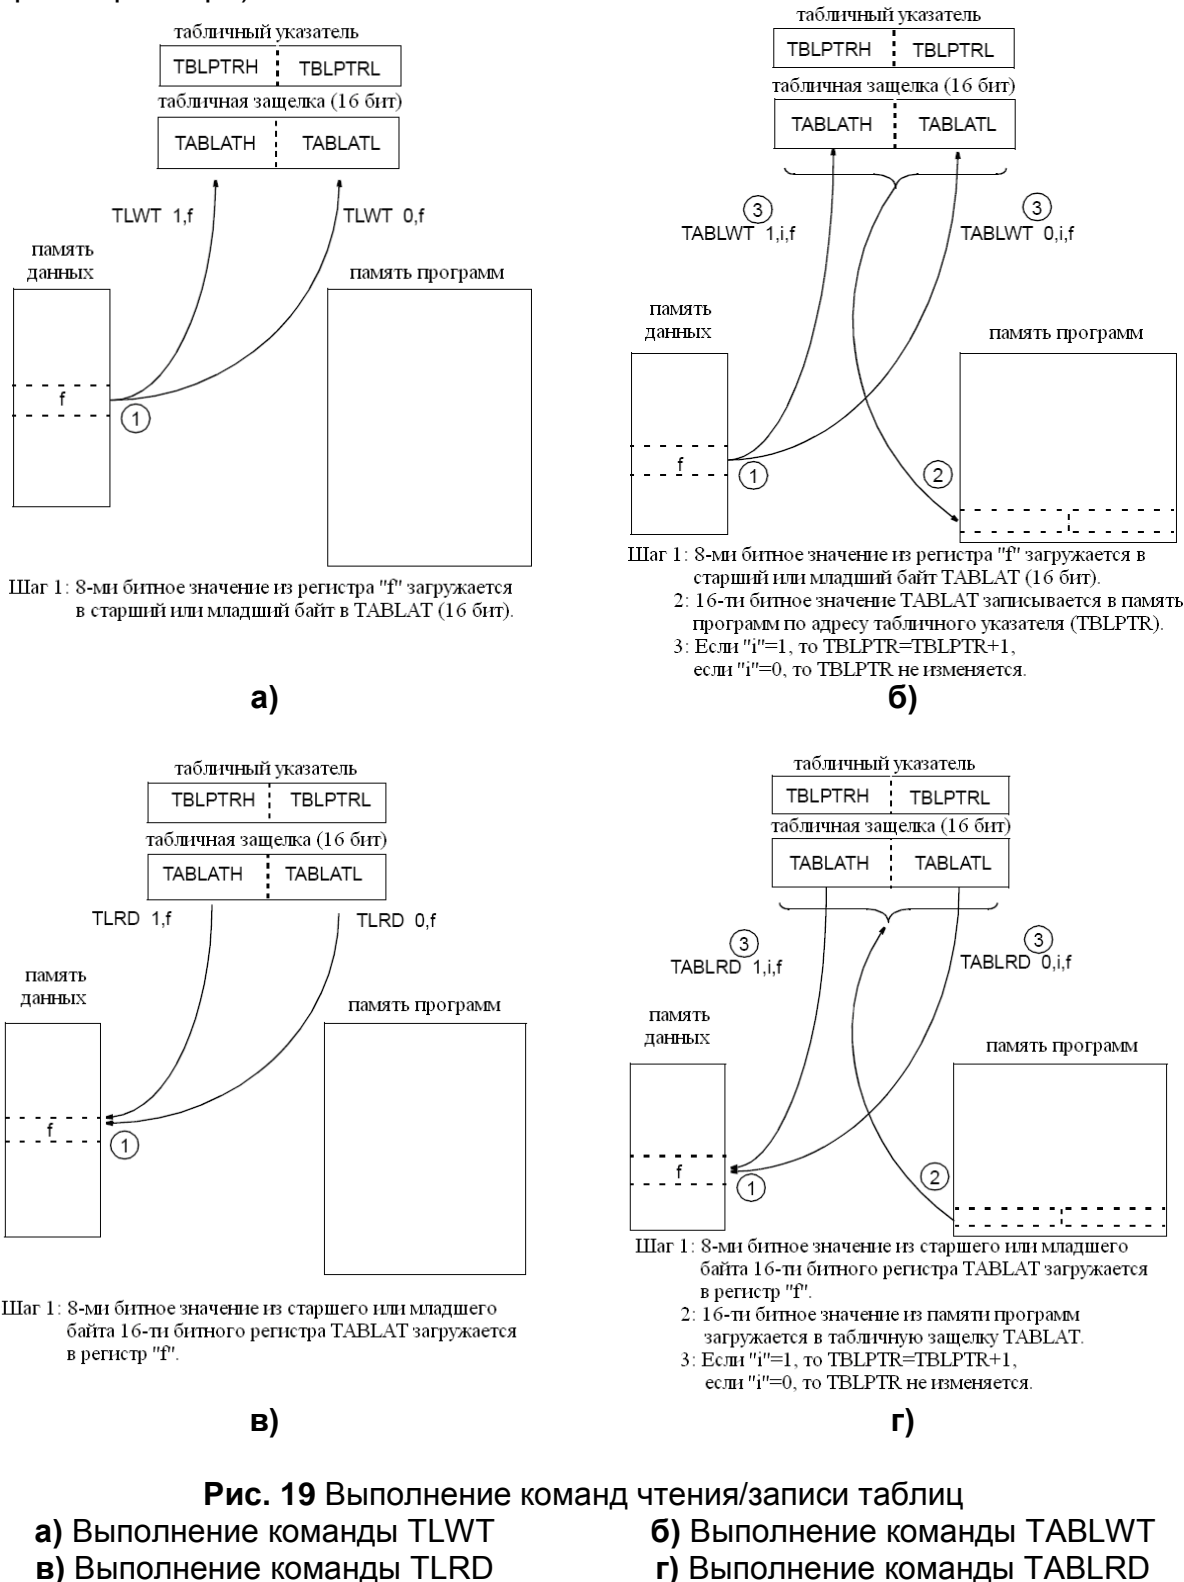 табличный указатель
TBLPTRH TBLPTRL
табличная защелка (16 бит)
TABLATH TABLATL
TLWT 1,f
TLWT 0,f
память
данных
память программ
f
1
Шаг 1: 8-ми битное значение из регистра "f" загружается
в старший или младший байт в TABLAT (16 бит).
а)
табличный указатель
TBLPTRH TBLPTRL
табличная защелка (16 бит)
TABLATH TABLATL
3
TABLWT 1,i,f
3
TABLWT 0,i,f
память
данных
память программ
f
1
2
Шаг 1: 8-ми битное значение из регистра "f" загружается в
старший или младший байт TABLAT (16 бит).
2: 16-ти битное значение TABLAT записывается в память
программ по адресу табличного указателя (TBLPTR).
3: Если "i"=1, то TBLPTR=TBLPTR+1,
если "i"=0, то TBLPTR не изменяется.
б)
табличный указатель
TBLPTRH TBLPTRL
табличная защелка (16 бит)
TABLATH TABLATL
TLRD 1,f
TLRD 0,f
память
данных
память программ
f
1
Шаг 1: 8-ми битное значение из старшего или младшего
байта 16-ти битного регистра TABLAT загружается
в регистр "f".
в)
табличный указатель
TBLPTRH TBLPTRL
табличная защелка (16 бит)
TABLATH TABLATL
3
TABLRD 1,i,f
3
TABLRD 0,i,f
память
данных
память программ
f
1
2
Шаг 1: 8-ми битное значение из старшего или младшего
байта 16-ти битного регистра TABLAT загружается
в регистр "f".
2: 16-ти битное значение из памяти программ
загружается в табличную защелку TABLAT.
3: Если "i"=1, то TBLPTR=TBLPTR+1,
если "i"=0, то TBLPTR не изменяется.
г)
Рис. 19 Выполнение команд чтения/записи таблиц
а) Выполнение команды TLWT б) Выполнение команды TABLWT
в) Выполнение команды TLRD г) Выполнение команды TABLRD